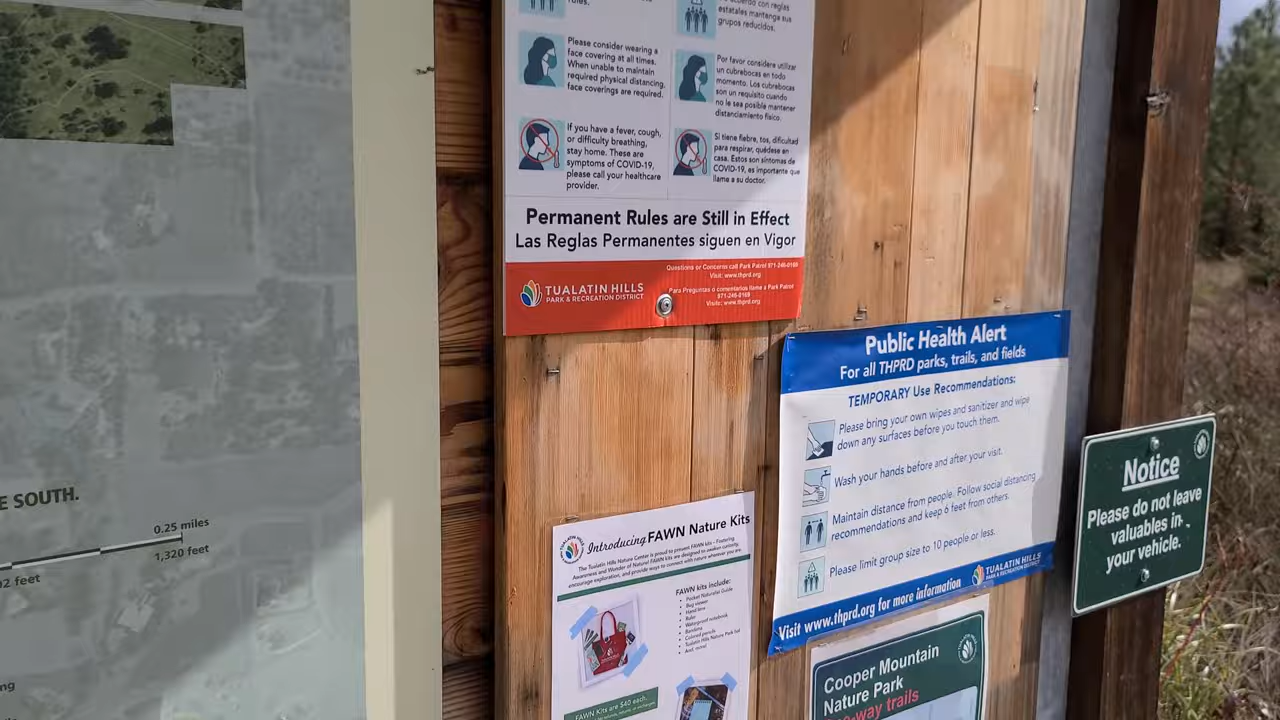 E SOUTH.
0.25 miles
1,320 feet
2 feet
ng
rules.
Please consider wearing a
face covering at all times.
When unable to maintain
required physical distancing,
face coverings are required.
If you have a fever, cough,
or difficulty breathing,
stay home. These are
symptoms of COVID-19,
please call your healthcare
provider.
acuerdo con reglas
estatales mantenga sus
grupos reducidos.
Por favor considere utilizar
un cubrebocas en todo
momento. Los cubrebocas
son un requisito cuando
no le sea posible mantener
distanciamiento físico.
Si tiene fiebre, tos, dificultad
para respirar, quédese en
casa. Estos son síntomas de
COVID-19, es importante que
llame a su doctor.
Permanent Rules are Still in Effect
Las Reglas Permanentes siguen en Vigor
TUALATIN HILLS
PARK & RECREATION DISTRICT
Questions or Concerns call Park Patrol 971-246-8169
Visit: www.thprd.org
Para Preguntas o comentarios llame a Park Patrol
971-246-8169
Visite: www.thprd.org
Public Health Alert
For all THPRD parks, trails, and fields
TEMPORARY Use Recommendations:
Please bring your own wipes and sanitizer and wipe
down any surfaces before you touch them.
Wash your hands before and after your visit.
Maintain distance from people. Follow social distancing
recommendations and keep 6 feet from others.
Please limit group size to 10 people or less.
Visit www.thprd.org for more information
TUALATIN HILLS
PARK & RECREATION DISTRICT
Notice
Please do not leave
valuables in
your vehicle.
Introducing FAWN Nature Kits
The Tualatin Hills Nature Center is proud to present FAWN kits – Fostering
Awareness and Wonder of Nature! FAWN kits are designed to awaken curiosity,
encourage exploration, and provide ways to connect with nature wherever you are.
FAWN kits include:
Pocket Naturalist Guide
Bug viewer
Hand lens
Ruler
Waterproof notebook
Bandana
Colored pencils
Tualatin Hills Nature Park
And, more!
FAWN Kits are $40 each.
Cooper Mountain
Nature Park
-way trails